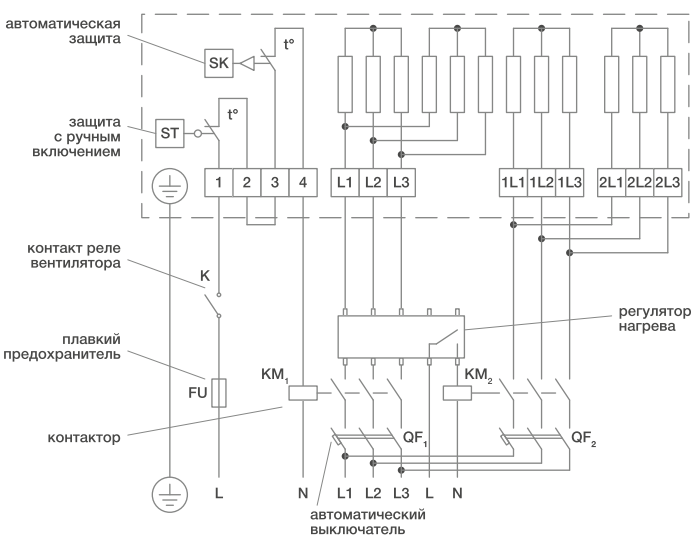 автоматическая
защита
SK
t°
защита
с ручным
включением
ST
t°
1 2 3 4 L1 L2 L3 1L1 1L2 1L3 2L1 2L2 2L3
контакт реле
вентилятора
K
регулятор
нагрева
плавкий
предохранитель
FU
KM1
KM2
контактор
QF1
QF2
L N L1 L2 L3 L N
автоматический
выключатель